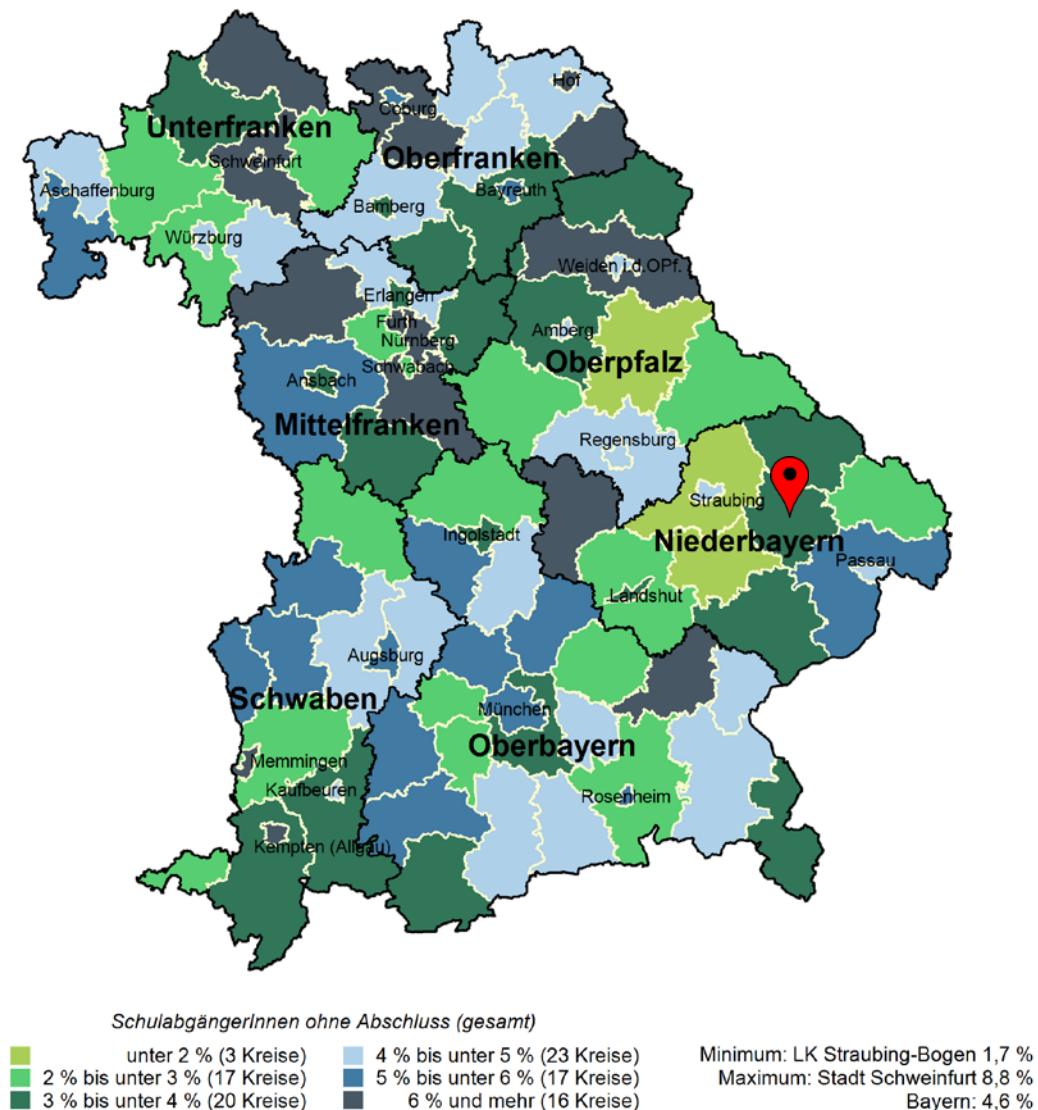 Hof
Coburg
Unterfranken
Oberfranken
Schweinfurt
Aschaffenburg
Bayreuth
Bamberg
Würzburg
Weiden i.d.OPf.
Erlangen
Fürth
Amberg
Nürnberg
Oberpfalz
Schwabach
Ansbach
Mittelfranken
Regensburg
Straubing
Ingolstadt
Niederbayern
Passau
Landshut
Augsburg
Schwaben
München
Oberbayern
Memmingen
Kaufbeuren
Rosenheim
Kempten (Allgäu)
SchulabgängerInnen ohne Abschluss (gesamt)
unter 2 % (3 Kreise)
2 % bis unter 3 % (17 Kreise)
3 % bis unter 4 % (20 Kreise)
4 % bis unter 5 % (23 Kreise)
5 % bis unter 6 % (17 Kreise)
6 % und mehr (16 Kreise)
Minimum: LK Straubing-Bogen 1,7 %
Maximum: Stadt Schweinfurt 8,8 %
Bayern: 4,6 %